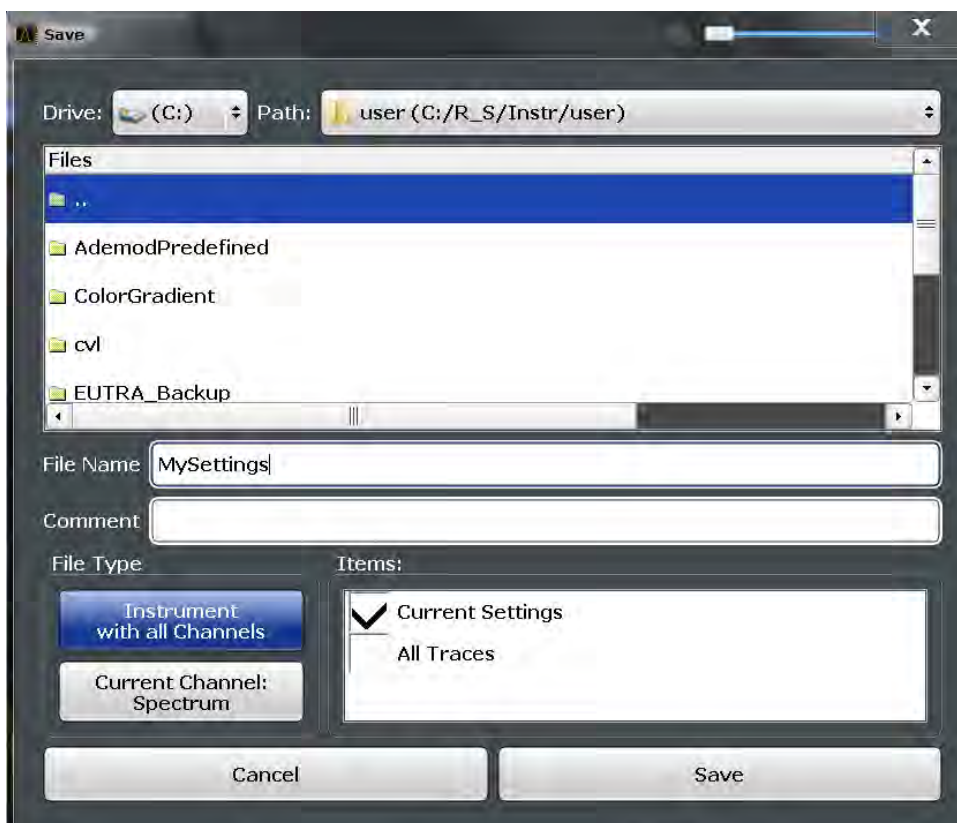 Save
X
Drive: (C:) Path: user (C:/R_S/Instr/user)
Files
..
AdemodPredefined
ColorGradient
cvl
EUTRA_Backup
File Name MySettings
Comment
File Type
Items:
Instrument
with all Channels
Current Settings
All Traces
Current Channel:
Spectrum
Cancel
Save